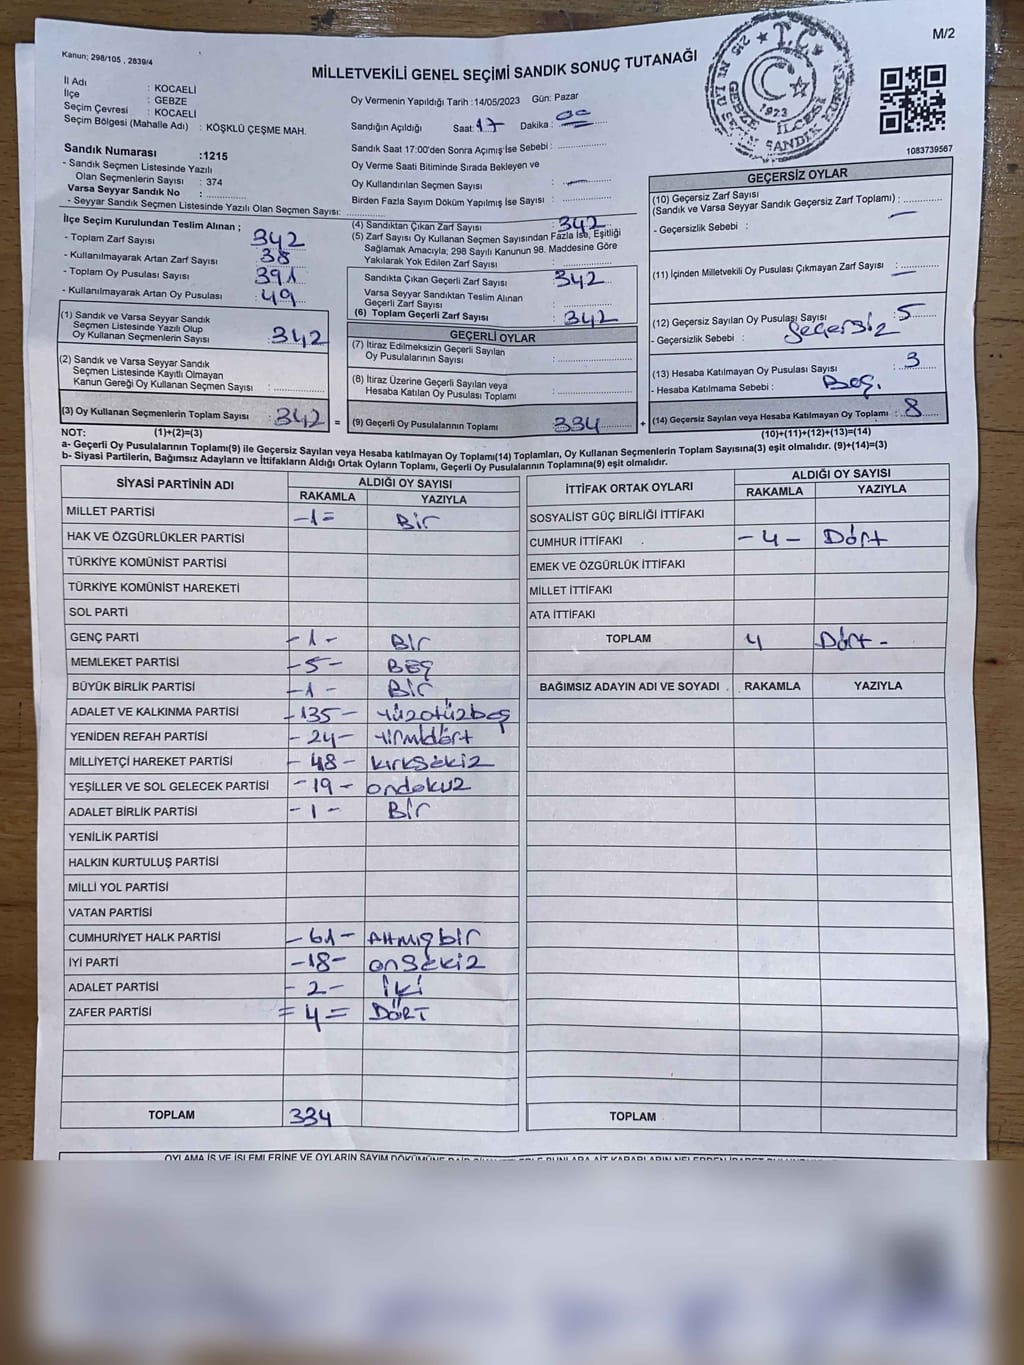 Kanun; 298/105 , 2839/4
M/2
MİLLETVEKİLİ GENEL SEÇİMİ SANDIK SONUÇ TUTANAĞI
İl Adı : KOCAELİ
İlçe : GEBZE
Seçim Çevresi : KOCAELİ
Seçim Bölgesi (Mahalle Adı) : KÖŞKLÜ ÇEŞME MAH.
Oy Vermenin Yapıldığı Tarih :14/05/2023 Gün: Pazar
Sandığın Açıldığı Saat: 17 Dakika : 00
Sandık Saat 17:00'den Sonra Açımış İse Sebebi :
Oy Verme Saati Bitiminde Sırada Bekleyen ve
Oy Kullandırılan Seçmen Sayısı : —
Birden Fazla Sayım Döküm Yapılmış İse Sayısı :
T.C.
GEBZE İLÇESİ
1923
1083739567
Sandık Numarası :1215
- Sandık Seçmen Listesinde Yazılı
Olan Seçmenlerin Sayısı : 374
Varsa Seyyar Sandık No :
- Seyyar Sandık Seçmen Listesinde Yazılı Olan Seçmen Sayısı:
İlçe Seçim Kurulundan Teslim Alınan ;
- Toplam Zarf Sayısı : 342
- Kullanılmayarak Artan Zarf Sayısı : 38
- Toplam Oy Pusulası Sayısı : 391
- Kullanılmayarak Artan Oy Pusulası : 49
(1) Sandık ve Varsa Seyyar Sandık
Seçmen Listesinde Yazılı Olup
Oy Kullanan Seçmenlerin Sayısı : 342
(2) Sandık ve Varsa Seyyar Sandık
Seçmen Listesinde Kayıtlı Olmayan
Kanun Gereği Oy Kullanan Seçmen Sayısı :
(3) Oy Kullanan Seçmenlerin Toplam Sayısı : 342 =
(4) Sandıktan Çıkan Zarf Sayısı : 342
(5) Zarf Sayısı Oy Kullanan Seçmen Sayısından Fazla İse, Eşitliği
Sağlamak Amacıyla; 298 Sayılı Kanunun 98. Maddesine Göre
Yakılarak Yok Edilen Zarf Sayısı :
Sandıkta Çıkan Geçerli Zarf Sayısı : 342
Varsa Seyyar Sandıktan Teslim Alınan
Geçerli Zarf Sayısı :
(6) Toplam Geçerli Zarf Sayısı : 342
GEÇERLİ OYLAR
(7) İtiraz Edilmeksizin Geçerli Sayılan
Oy Pusulalarının Sayısı :
(8) İtiraz Üzerine Geçerli Sayılan veya
Hesaba Katılan Oy Pusulası Toplamı :
(9) Geçerli Oy Pusulalarının Toplamı : 334 +
GEÇERSİZ OYLAR
(10) Geçersiz Zarf Sayısı
(Sandık ve Varsa Seyyar Sandık Geçersiz Zarf Toplamı) :
- Geçersizlik Sebebi : —
(11) İçinden Milletvekili Oy Pusulası Çıkmayan Zarf Sayısı : —
(12) Geçersiz Sayılan Oy Pusulası Sayısı : 5
- Geçersizlik Sebebi : Geçersiz
(13) Hesaba Katılmayan Oy Pusulası Sayısı : 3
- Hesaba Katılmama Sebebi : Boş.
(14) Geçersiz Sayılan veya Hesaba Katılmayan Oy Toplamı : 8
NOT: (1)+(2)=(3)
(10)+(11)+(12)+(13)=(14)
a- Geçerli Oy Pusulalarının Toplamı(9) ile Geçersiz Sayılan veya Hesaba katılmayan Oy Toplamı(14) Toplamları, Oy Kullanan Seçmenlerin Toplam Sayısına(3) eşit olmalıdır. (9)+(14)=(3)
b- Siyasi Partilerin, Bağımsız Adayların ve İttifakların Aldığı Ortak Oyların Toplamı, Geçerli Oy Pusulalarının Toplamına(9) eşit olmalıdır.
SİYASİ PARTİNİN ADI ALDIĞI OY SAYISI
RAKAMLA YAZIYLA
MİLLET PARTİSİ -1= Bir
HAK VE ÖZGÜRLÜKLER PARTİSİ
TÜRKİYE KOMÜNİST PARTİSİ
TÜRKİYE KOMÜNİST HAREKETİ
SOL PARTİ
GENÇ PARTİ -1- Bir
MEMLEKET PARTİSİ -5- BEŞ
BÜYÜK BİRLİK PARTİSİ -1- Bir
ADALET VE KALKINMA PARTİSİ -135- Yüzotuzbeş
YENİDEN REFAH PARTİSİ -24- Yirmidört
MİLLİYETÇİ HAREKET PARTİSİ -48- kırksekiz
YEŞİLLER VE SOL GELECEK PARTİSİ -19- ondokuz
ADALET BİRLİK PARTİSİ -1- Bir
YENİLİK PARTİSİ
HALKIN KURTULUŞ PARTİSİ
MİLLİ YOL PARTİSİ
VATAN PARTİSİ
CUMHURİYET HALK PARTİSİ -61- Altmışbir
İYİ PARTİ -18- onsekiz
ADALET PARTİSİ -2- İki
ZAFER PARTİSİ =4= DÖRT
TOPLAM 334
İTTİFAK ORTAK OYLARI ALDIĞI OY SAYISI
RAKAMLA YAZIYLA
SOSYALİST GÜÇ BİRLİĞİ İTTİFAKI
CUMHUR İTTİFAKI -4- Dört
EMEK VE ÖZGÜRLÜK İTTİFAKI
MİLLET İTTİFAKI
ATA İTTİFAKI
TOPLAM 4 Dört -
BAĞIMSIZ ADAYIN ADI VE SOYADI RAKAMLA YAZIYLA
TOPLAM